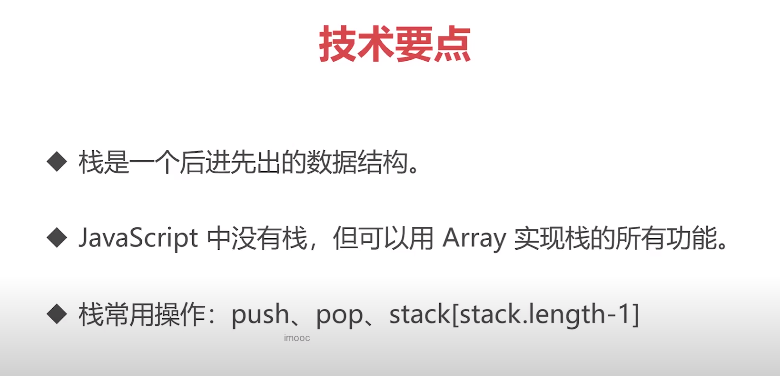 技术要点
◆ 栈是一个后进先出的数据结构。
◆ JavaScript 中没有栈，但可以用 Array 实现栈的所有功能。
◆ 栈常用操作：push、pop、stack[stack.length-1]
imooc